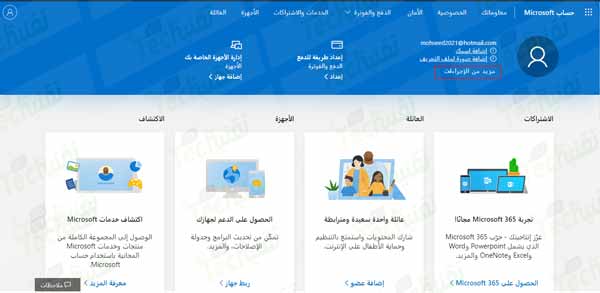 حساب Microsoft
معلوماتك
الخصوصية
الأمان
الدفع والفوترة
الخدمات والاشتراكات
الأجهزة
العائلة
mohseed2021@hotmail.com
إضافة اسمك
إضافة صورة لملف التعريف
مزيد من الإجراءات
إعداد طريقة للدفع
الدفع والفوترة
إعداد
إدارة الأجهزة الخاصة بك
الأجهزة
إضافة جهاز
الاشتراكات
العائلة
الأجهزة
الاكتشاف
تجربة Microsoft 365 مجانًا
عزّز إنتاجيتك - جرّب Microsoft 365
الذي يشمل Powerpoint وWord
وExcel وOneNote والمزيد.
الحصول على Microsoft 365
عائلة واحدة سعيدة ومترابطة
شارك المحتويات واستمتع بالتنظيم
وحماية الأطفال على الإنترنت.
إضافة عضو
الحصول على الدعم لجهازك
تمكّن من تحديث البرامج وجدولة
الإصلاحات، والمزيد.
ربط جهاز
اكتشاف خدمات Microsoft
الوصول إلى المجموعة الكاملة من
منتجات وخدمات Microsoft
المجانية باستخدام حساب
Microsoft.
معرفة المزيد
ملاحظات
تقنيات
Techuqt